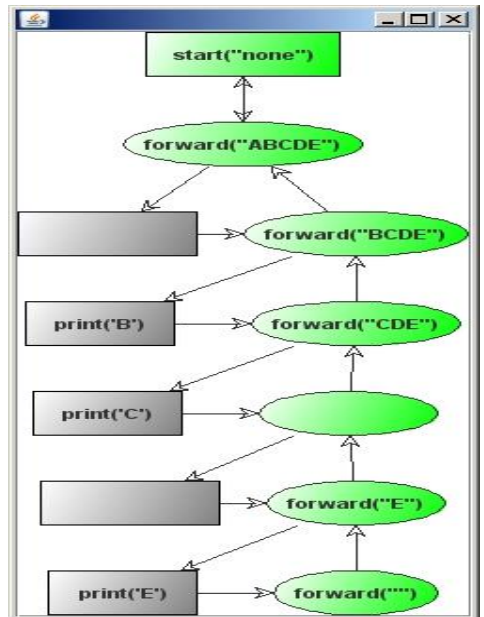 start("none")
forward("ABCDE")
forward("BCDE")
print('B')
forward("CDE")
print('C')
forward("E")
print('E')
forward("")